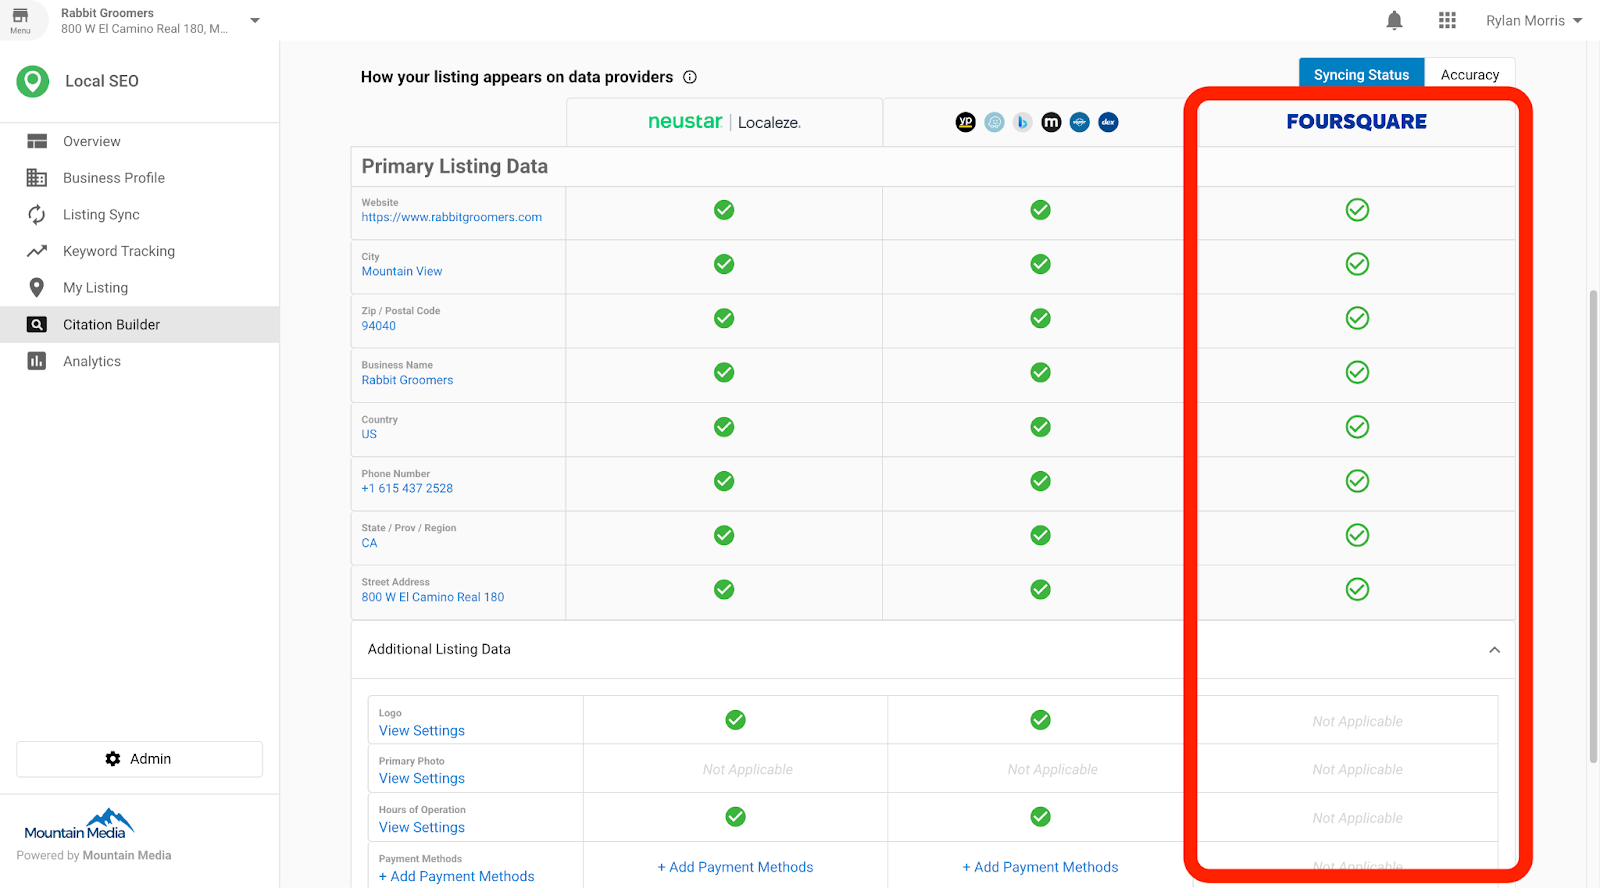 Menu
Rabbit Groomers
800 W El Camino Real 180, M...
Rylan Morris
Local SEO
Overview
Business Profile
Listing Sync
Keyword Tracking
My Listing
Citation Builder
Analytics
Admin
Mountain Media
Powered by Mountain Media
How your listing appears on data providers
Syncing Status
Accuracy
neustar | Localeze.
yp
b
m
dex
FOURSQUARE
Primary Listing Data
Website
https://www.rabbitgroomers.com
City
Mountain View
Zip / Postal Code
94040
Business Name
Rabbit Groomers
Country
US
Phone Number
+1 615 437 2528
State / Prov / Region
CA
Street Address
800 W El Camino Real 180
Additional Listing Data
Logo
View Settings
Not Applicable
Primary Photo
View Settings
Not Applicable
Not Applicable
Not Applicable
Hours of Operation
View Settings
Not Applicable
Payment Methods
+ Add Payment Methods
+ Add Payment Methods
+ Add Payment Methods
Not Applicable